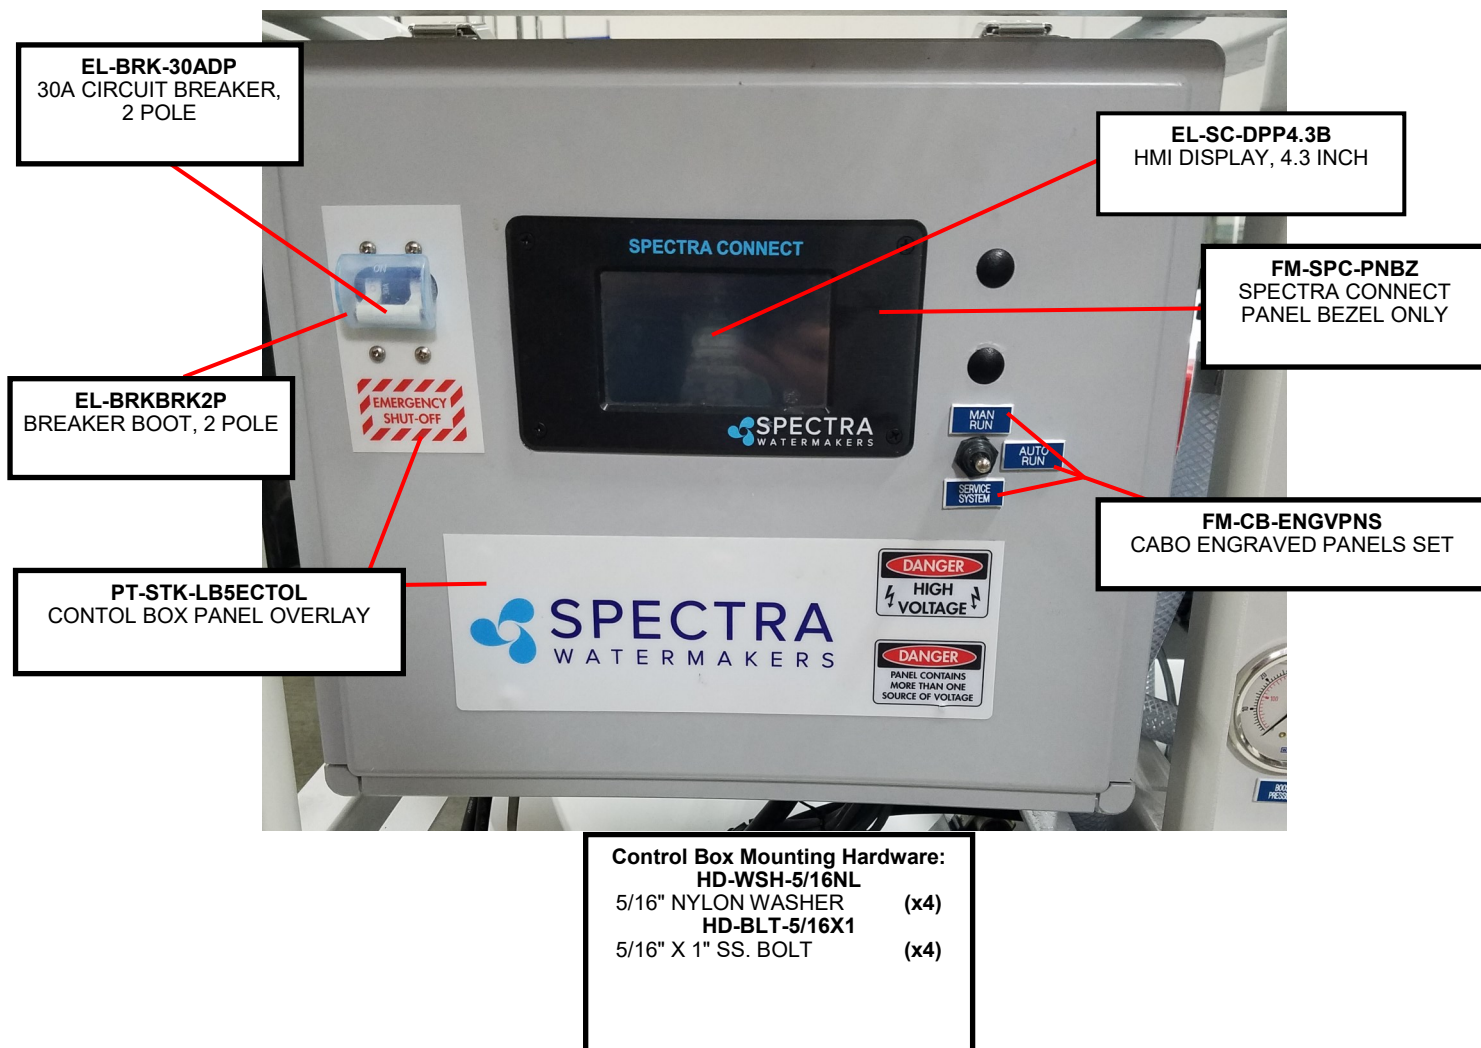 EL-BRK-30ADP
30A CIRCUIT BREAKER,
2 POLE
EL-SC-DPP4.3B
HMI DISPLAY, 4.3 INCH
FM-SPC-PNBZ
SPECTRA CONNECT
PANEL BEZEL ONLY
EL-BRKBRK2P
BREAKER BOOT, 2 POLE
FM-CB-ENGVPNS
CABO ENGRAVED PANELS SET
PT-STK-LB5ECTOL
CONTOL BOX PANEL OVERLAY
ON
EMERGENCY
SHUT-OFF
SPECTRA CONNECT
SPECTRA
WATERMAKERS
MAN
RUN
AUTO
RUN
SERVICE
SYSTEM
SPECTRA
WATERMAKERS
DANGER
HIGH
VOLTAGE
DANGER
PANEL CONTAINS
MORE THAN ONE
SOURCE OF VOLTAGE
Control Box Mounting Hardware:
HD-WSH-5/16NL
5/16" NYLON WASHER (x4)
HD-BLT-5/16X1
5/16" X 1" SS. BOLT (x4)